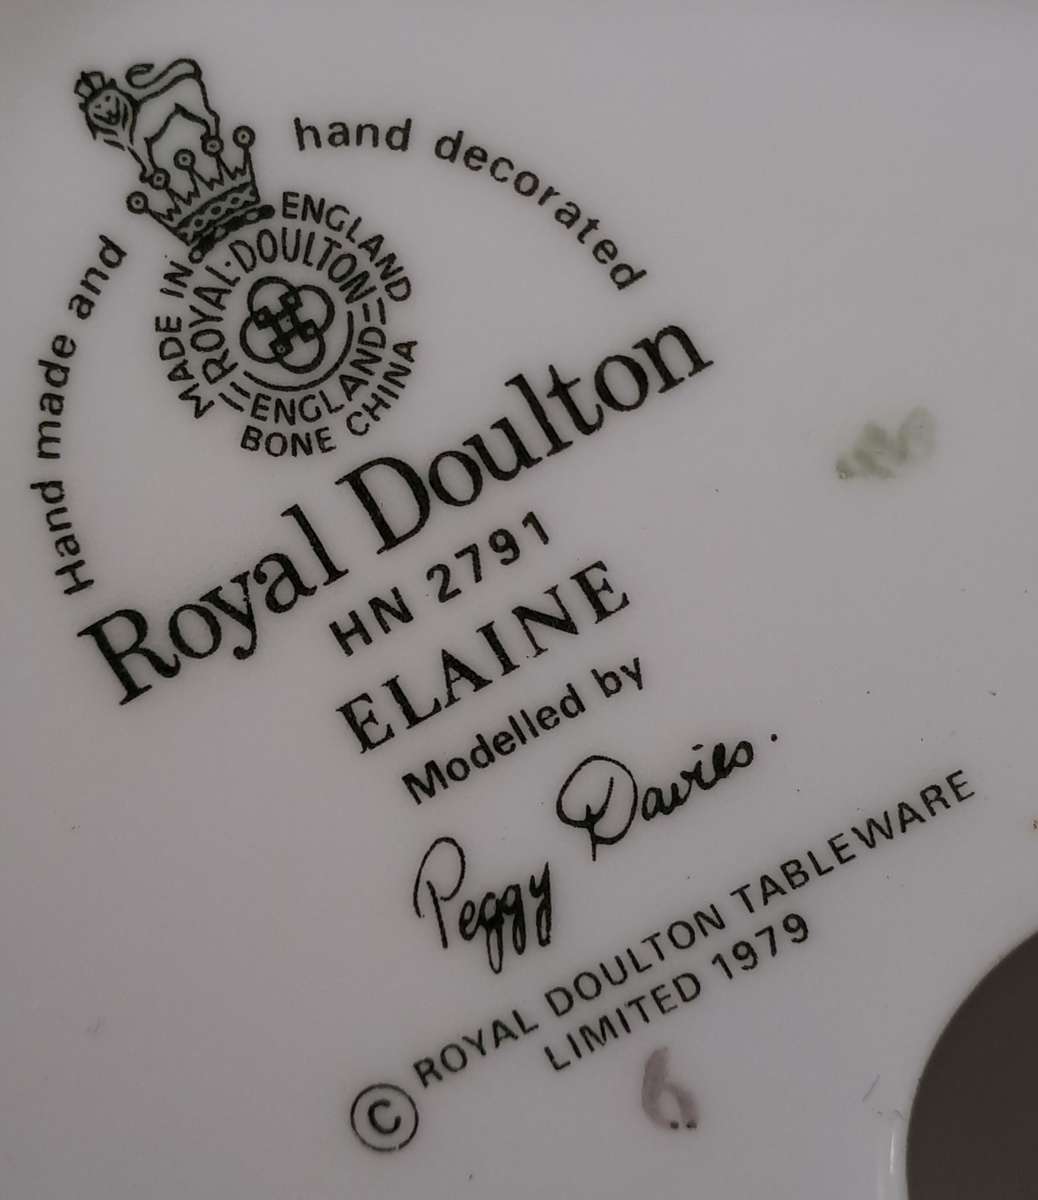 Hand made and hand decorated
MADE IN ENGLAND
BONE CHINA
ROYAL·DOULTON
ENGLAND
Royal Doulton
HN 2791
ELAINE
Modelled by
Peggy Davies.
© ROYAL DOULTON TABLEWARE
LIMITED 1979